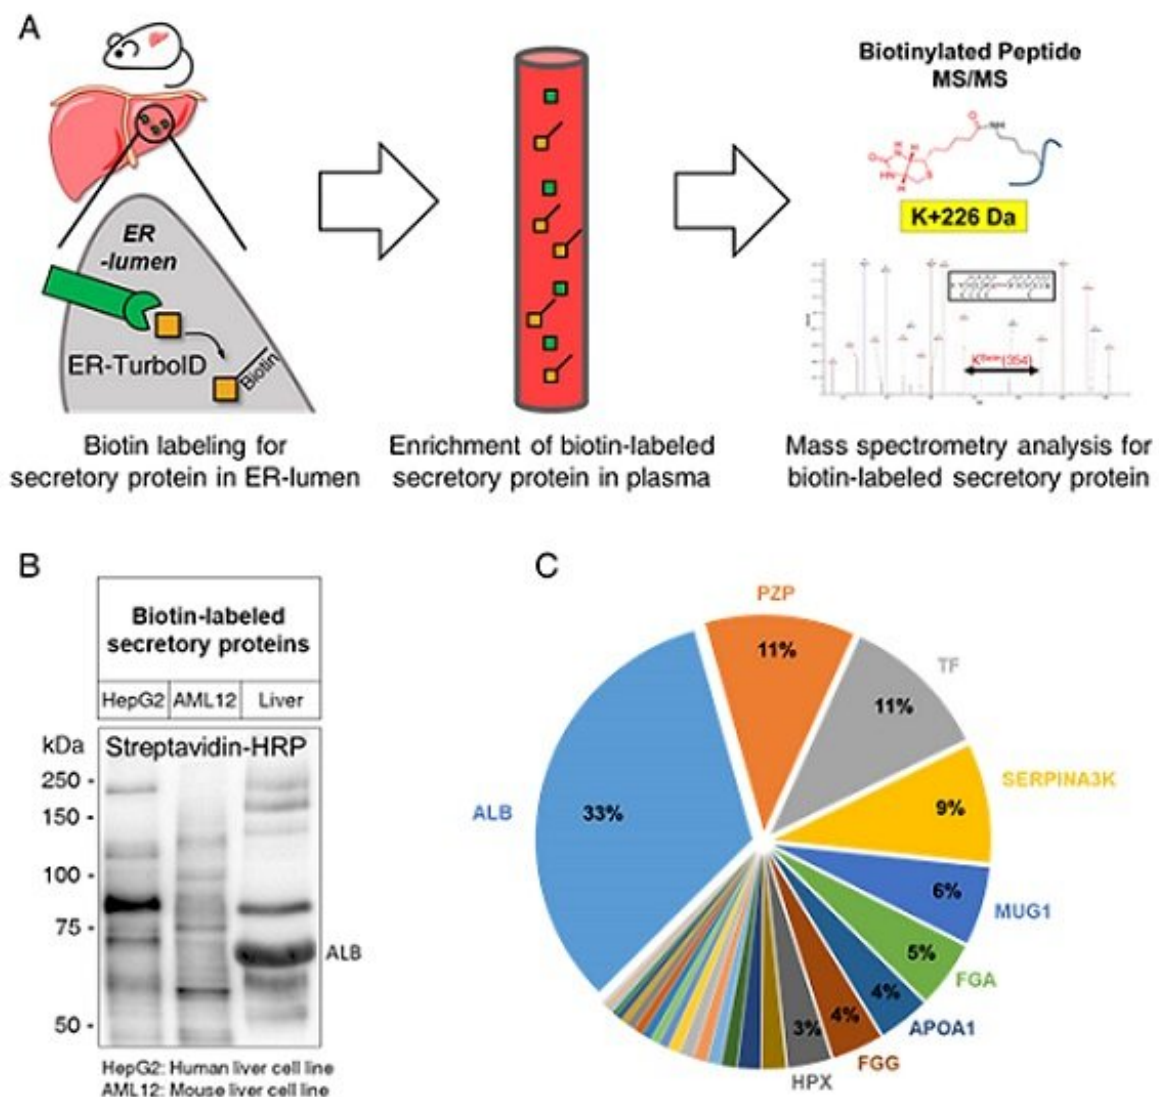 A
ER
-lumen
ER-TurboID
Biotin
Biotin labeling for
secretory protein in ER-lumen
Enrichment of biotin-labeled
secretory protein in plasma
Biotinylated Peptide
MS/MS
O
NH
H
N
O
HN
H
H
S
K+226 Da
K^Biotin(354)
Mass spectrometry analysis for
biotin-labeled secretory protein
B
Biotin-labeled
secretory proteins
HepG2 AML12 Liver
kDa
Streptavidin-HRP
250 -
150 -
100 -
75 -
ALB
50 -
HepG2: Human liver cell line
AML12: Mouse liver cell line
C
PZP
11%
TF
11%
SERPINA3K
9%
ALB
33%
6%
MUG1
5%
FGA
4%
APOA1
4%
FGG
3%
HPX